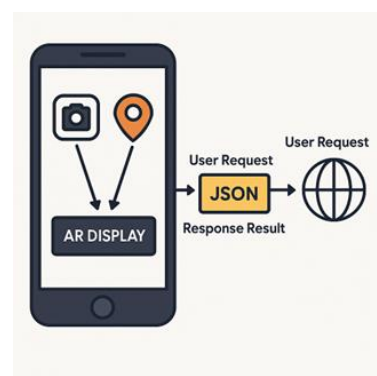 User Request
User Request
JSON
AR DISPLAY
Response Result